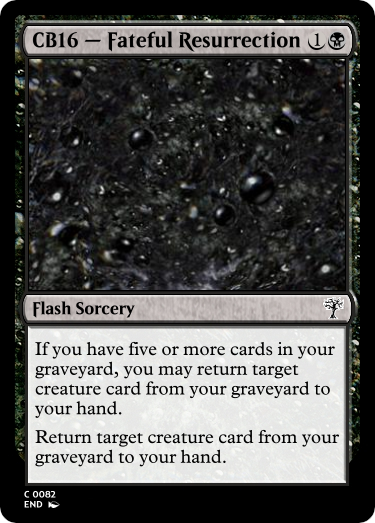 CB16 — Fateful Resurrection 1
Flash Sorcery
If you have five or more cards in your
graveyard, you may return target
creature card from your graveyard to
your hand.
Return target creature card from your
graveyard to your hand.
C 0082
END